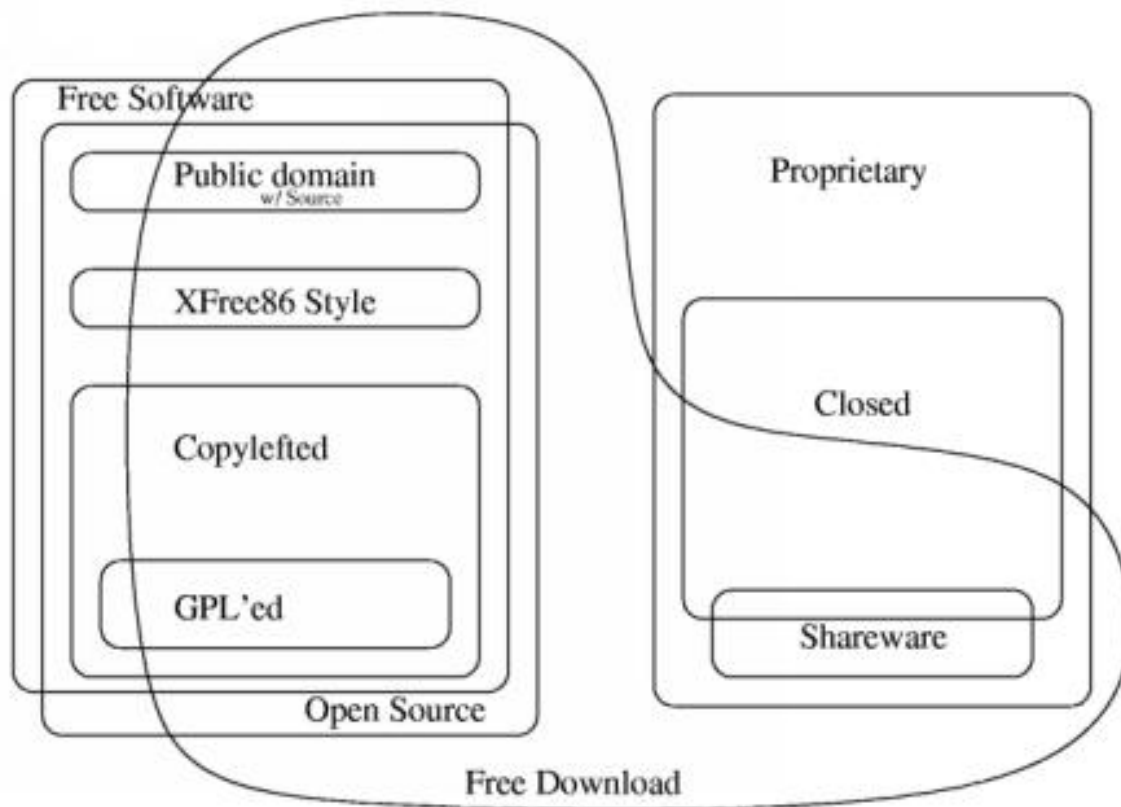 Free Software
Public domain
w/ Source
Proprietary
XFree86 Style
Closed
Copylefted
GPL'ed
Shareware
Open Source
Free Download